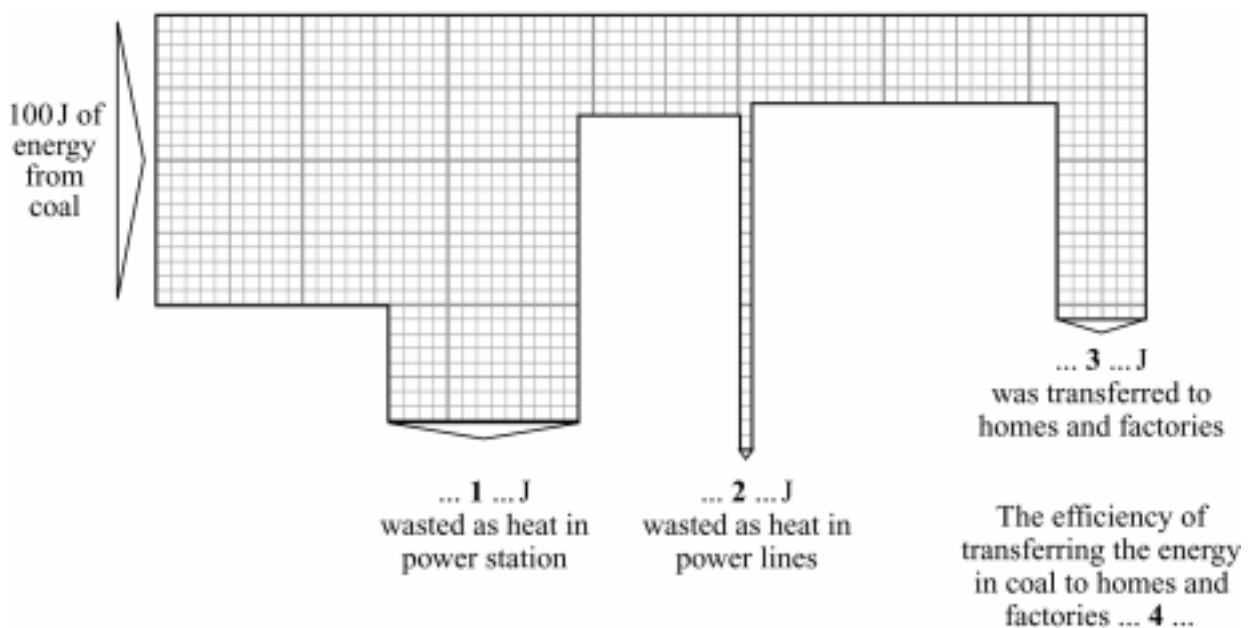 100 J of
energy
from
coal
... 3 ... J
was transferred to
homes and factories
... 1 ... J
wasted as heat in
power station
... 2 ... J
wasted as heat in
power lines
The efficiency of
transferring the energy
in coal to homes and
factories ... 4 ...